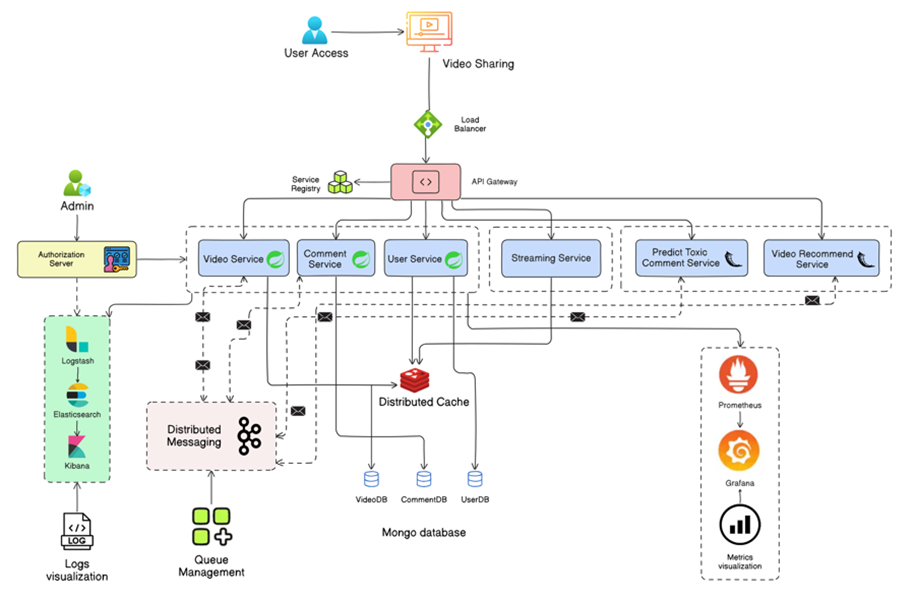 User Access
Video Sharing
Load
Balancer
Service
Registry
API Gateway
Admin
Authorization
Server
Video Service
Comment
Service
User Service
Streaming Service
Predict Toxic
Comment Service
Video Recommend
Service
Logstash
Elasticsearch
Kibana
Distributed
Messaging
Distributed Cache
Prometheus
Grafana
Metrics
visualization
VideoDB
CommentDB
UserDB
Mongo database
LOG
Logs
visualization
Queue
Management